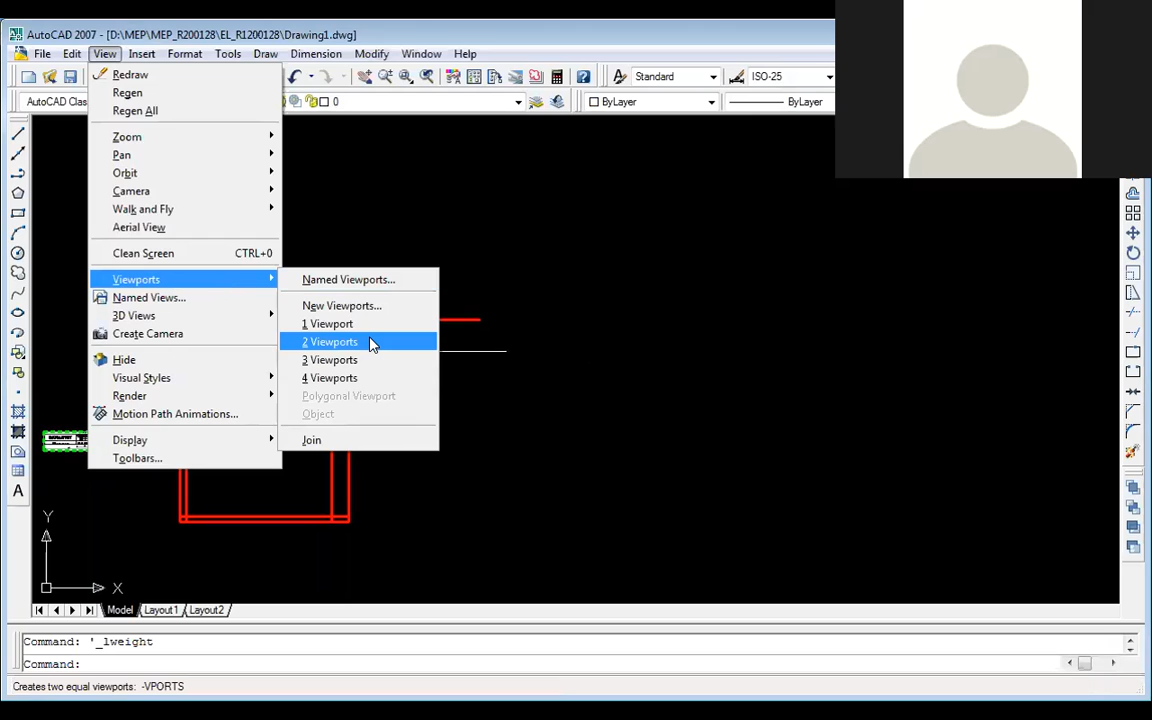 AutoCAD 2007 - [D:\MEP\MEP_R200128\EL_R1200128\Drawing1.dwg]
File Edit View Insert Format Tools Draw Dimension Modify Window Help
Redraw
Standard
ISO-25
Regen
AutoCAD Clas
0
ByLayer
ByLayer
Regen All
Zoom
Pan
Orbit
Camera
Walk and Fly
Aerial View
Clean Screen CTRL+0
Viewports
Named Viewports...
Named Views...
New Viewports...
3D Views
1 Viewport
Create Camera
2 Viewports
Hide
3 Viewports
Visual Styles
4 Viewports
Render
Polygonal Viewport
Motion Path Animations...
Object
Display
Join
Toolbars...
A
Y
X
Model Layout1 Layout2
Command: '_lweight
Command:
Creates two equal viewports: -VPORTS